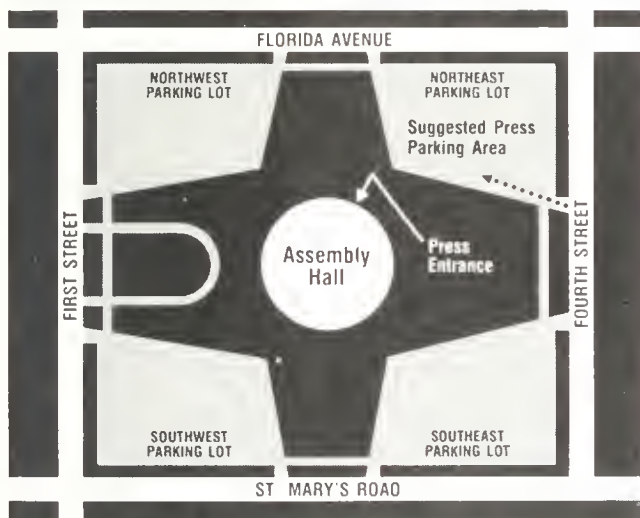 FLORIDA AVENUE
NORTHWEST
PARKING LOT
NORTHEAST
PARKING LOT
Suggested Press
Parking Area
FIRST STREET
Assembly
Hall
Press
Entrance
FOURTH STREET
SOUTHWEST
PARKING LOT
SOUTHEAST
PARKING LOT
ST MARY'S ROAD